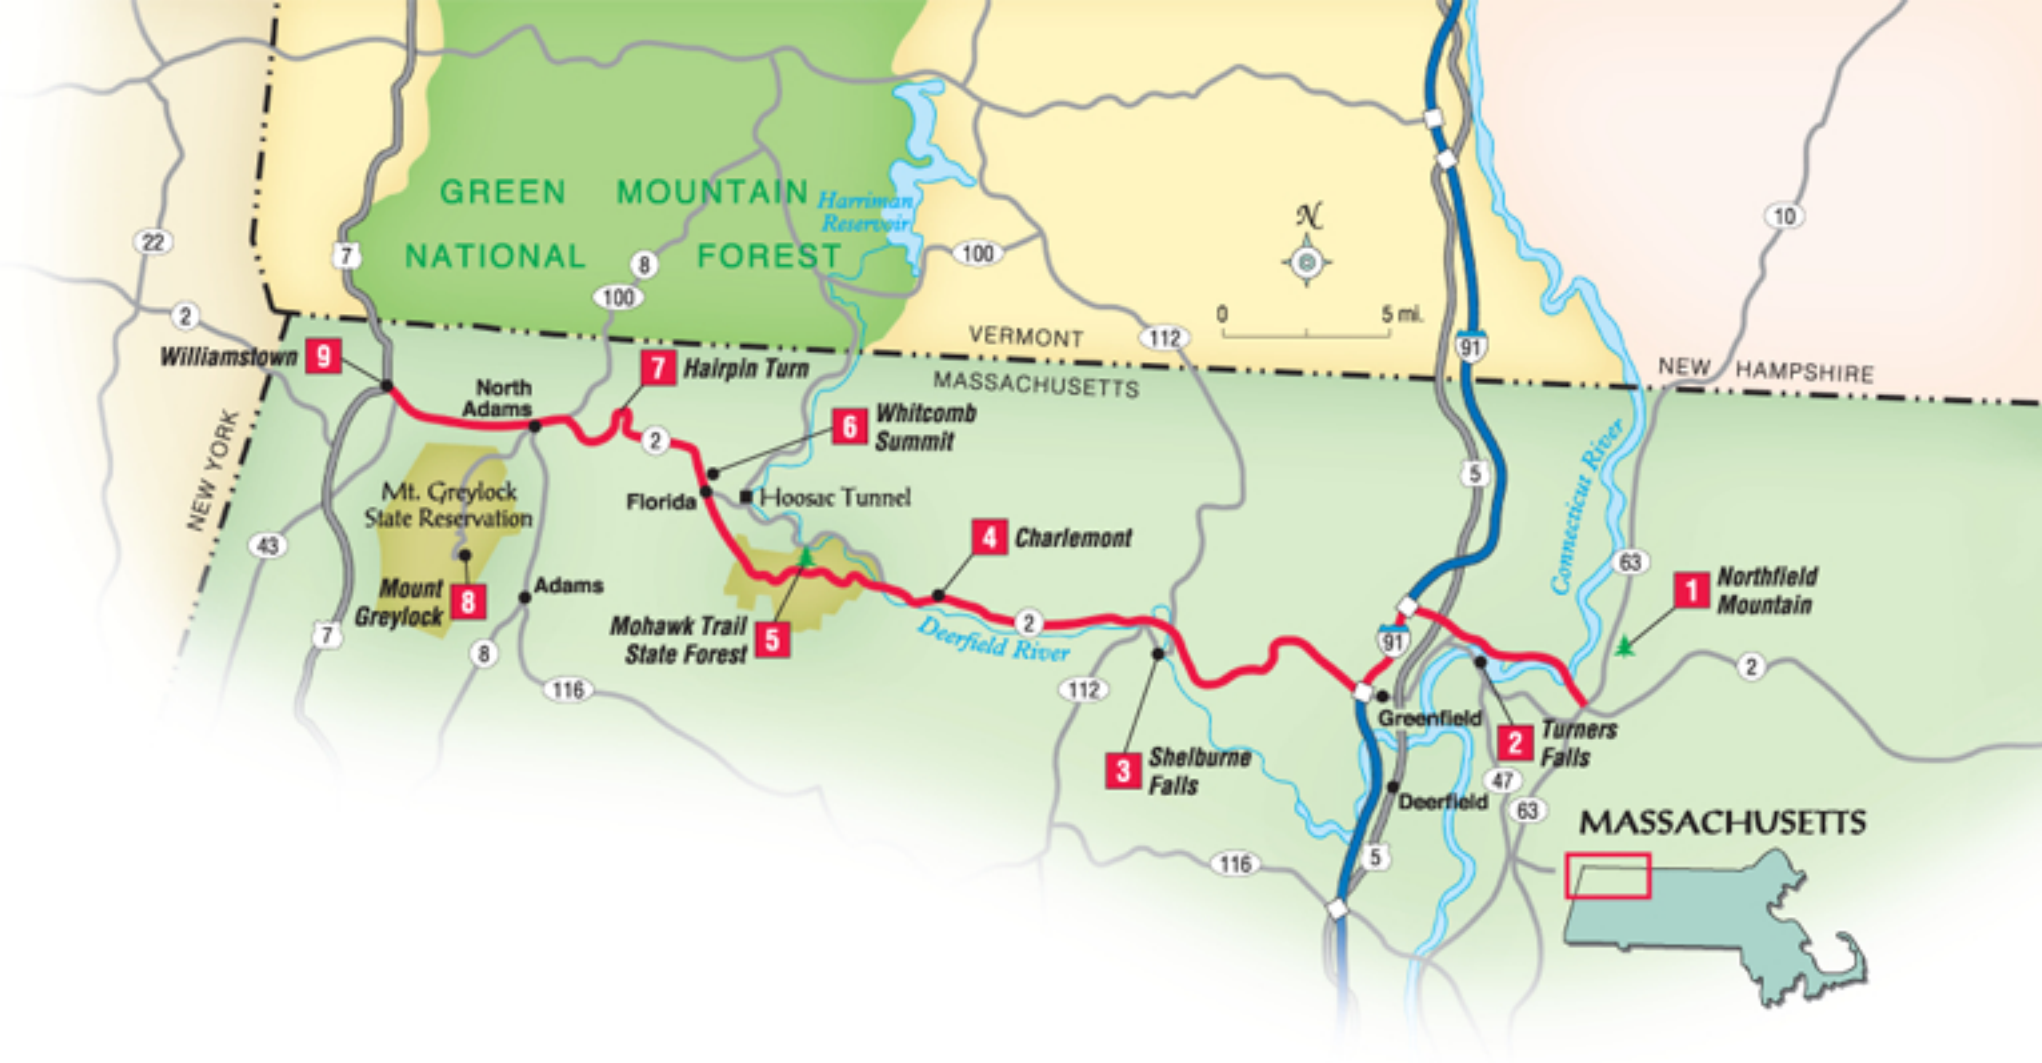 GREEN MOUNTAIN
NATIONAL FOREST
Harriman
Reservoir
22
7
2
8
100
100
10
N
0 5 mi.
112
91
VERMONT
MASSACHUSETTS
NEW HAMPSHIRE
NEW YORK
Williamstown 9
North
Adams
7 Hairpin Turn
2
6 Whitcomb
Summit
Florida
Hoosac Tunnel
Mt. Greylock
State Reservation
43
Mount
Greylock 8
Adams
7
8
116
Mohawk Trail
State Forest 5
4 Charlemont
2
Deerfield River
112
3 Shelburne
Falls
5
Connecticut River
63
1 Northfield
Mountain
91
2
Greenfield
2 Turners
Falls
47
63
Deerfield
5
116
MASSACHUSETTS